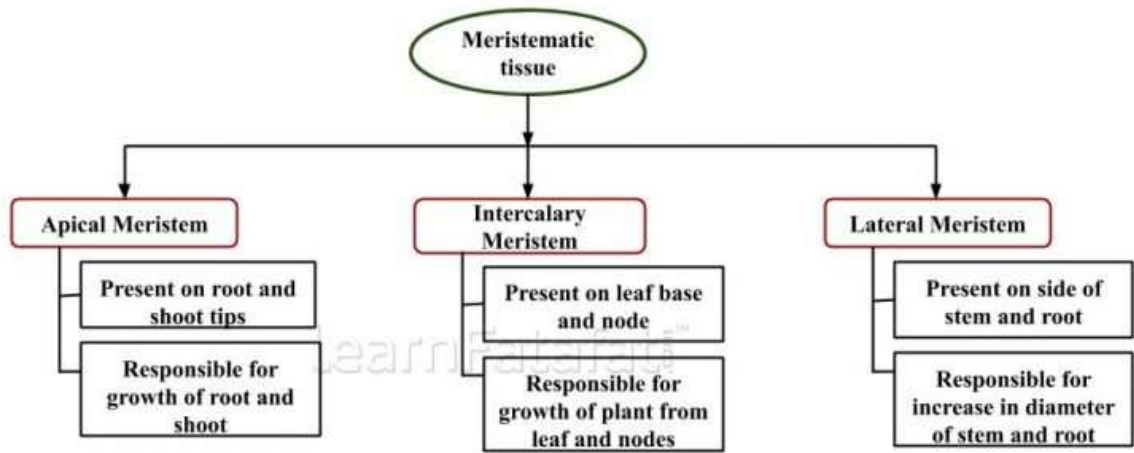 Meristematic
tissue
Apical Meristem
Present on root and
shoot tips
Responsible for
growth of root and
shoot
Intercalary
Meristem
Present on leaf base
and node
Responsible for
growth of plant from
leaf and nodes
Lateral Meristem
Present on side of
stem and root
Responsible for
increase in diameter
of stem and root
LearnFatafat